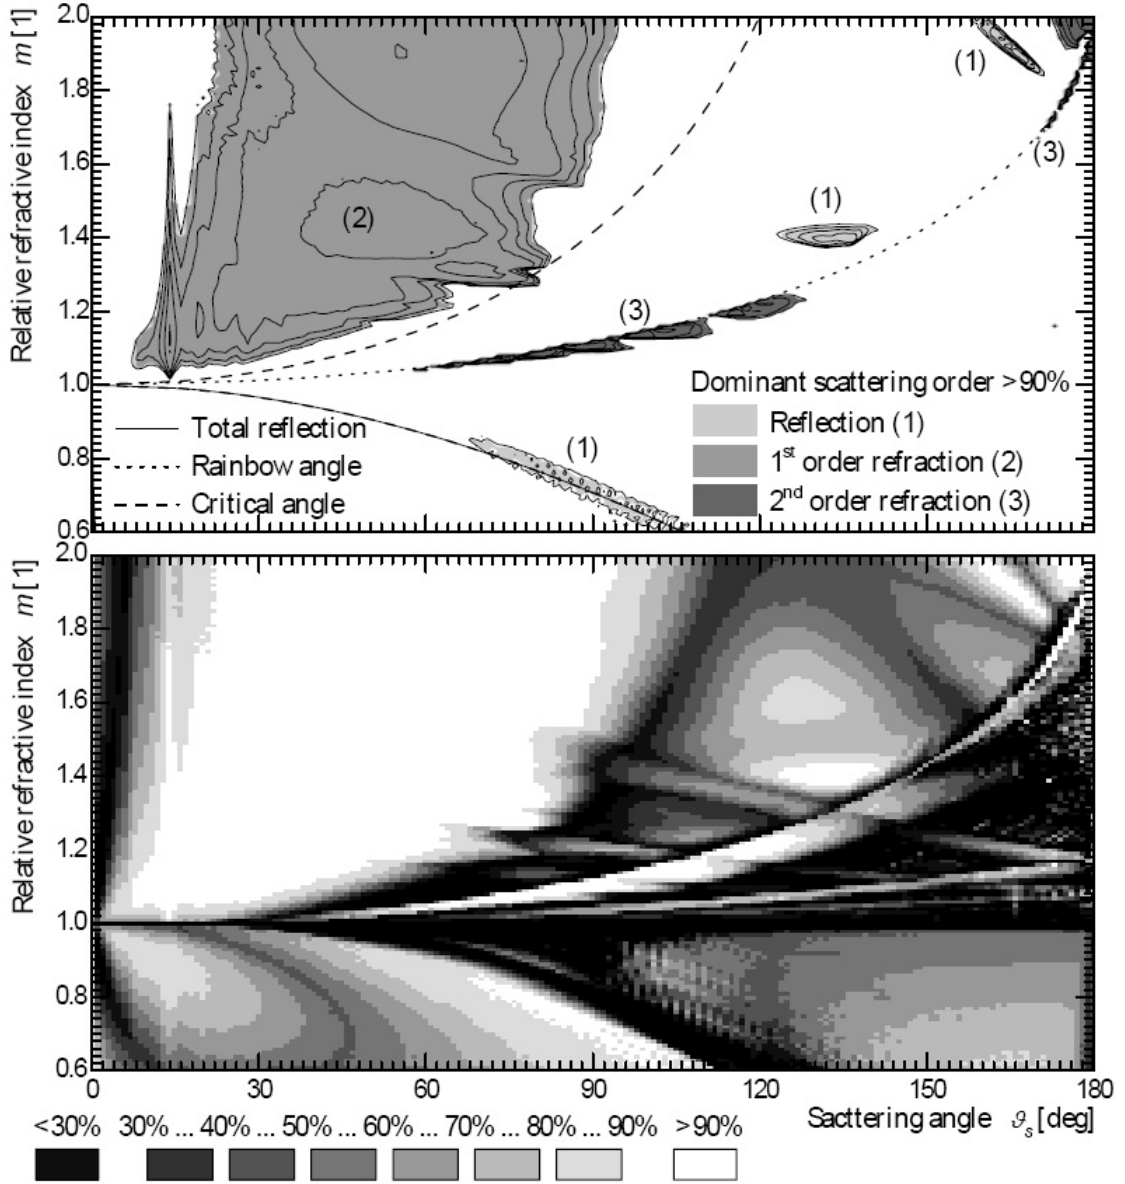 Relative refractive index m [1]
2.0
1.8
1.6
1.4
1.2
1.0
0.8
0.6
(1)
(2)
(3)
(1)
(3)
(1)
Total reflection
Rainbow angle
Critical angle
Dominant scattering order >90%
Reflection (1)
1st order refraction (2)
2nd order refraction (3)
Relative refractive index m [1]
2.0
1.8
1.6
1.4
1.2
1.0
0.8
0.6
0 30 60 90 120 150 180
Sacttering angle ϑs [deg]
<30% 30% ... 40% ... 50% ... 60% ... 70% ... 80% ... 90% >90%